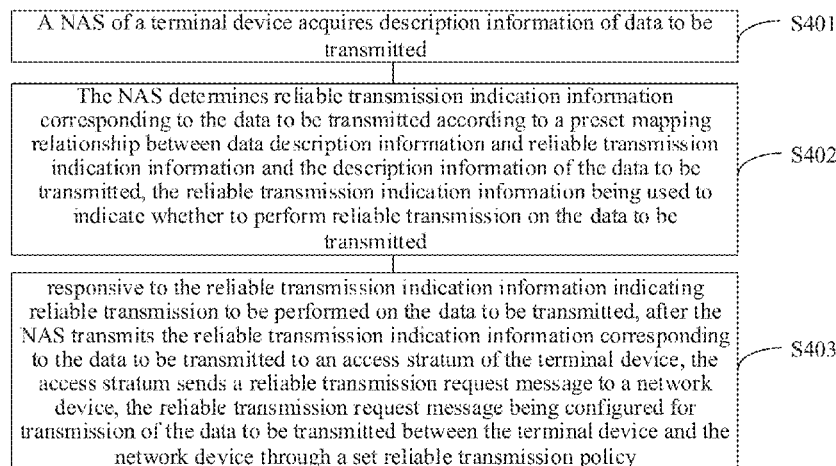 A NAS of a terminal device acquires description information of data to be
transmitted
S401
The NAS determines reliable transmission indication information
corresponding to the data to be transmitted according to a preset mapping
relationship between data description information and reliable transmission
indication information and the description information of the data to be
transmitted, the reliable transmission indication information being used to
indicate whether to perform reliable transmission on the data to be
transmitted
S402
responsive to the reliable transmission indication information indicating
reliable transmission to be performed on the data to be transmitted, after the
NAS transmits the reliable transmission indication information corresponding
to the data to be transmitted to an access stratum of the terminal device, the
access stratum sends a reliable transmission request message to a network
device, the reliable transmission request message being configured for
transmission of the data to be transmitted between the terminal device and the
network device through a set reliable transmission policy
S403